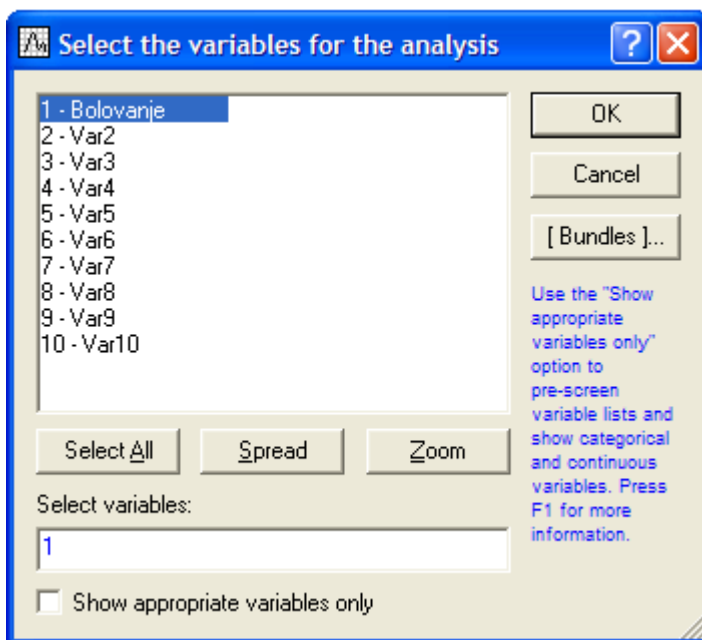 Select the variables for the analysis
1 - Bolovanje
2 - Var2
3 - Var3
4 - Var4
5 - Var5
6 - Var6
7 - Var7
8 - Var8
9 - Var9
10 - Var10
OK
Cancel
[ Bundles ]...
Use the "Show
appropriate
variables only"
option to
pre-screen
variable lists and
show categorical
and continuous
variables. Press
F1 for more
information.
Select All
Spread
Zoom
Select variables:
1
Show appropriate variables only